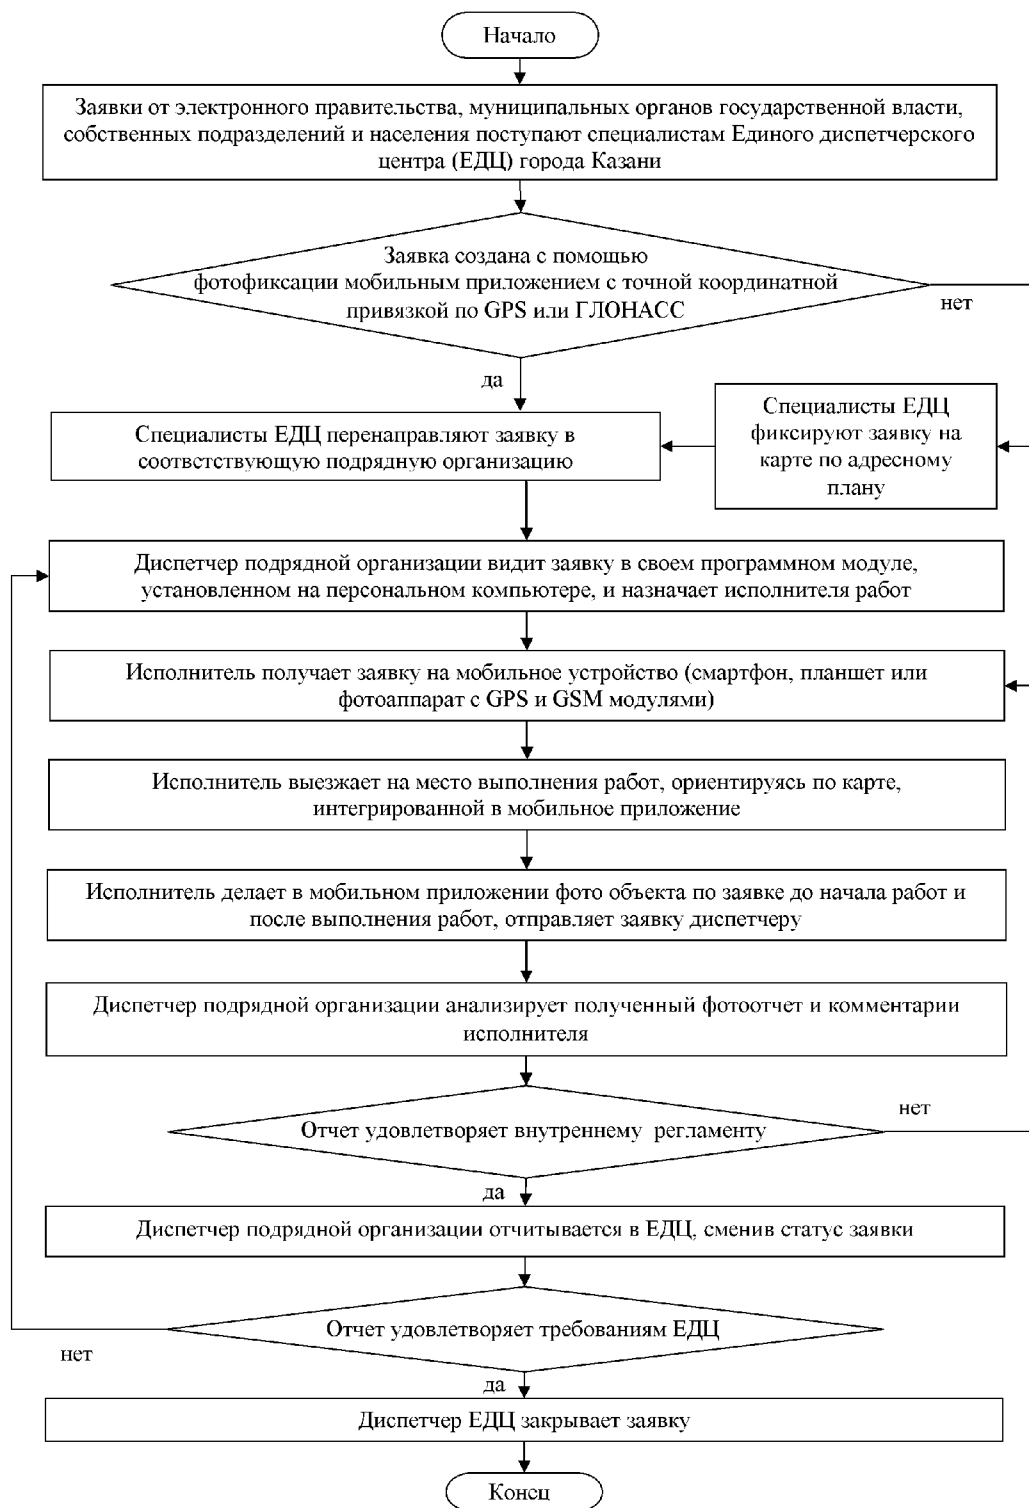 Начало
Заявки от электронного правительства, муниципальных органов государственной власти,
собственных подразделений и населения поступают специалистам Единого диспетчерского
центра (ЕДЦ) города Казани
Заявка создана с помощью
фотофиксации мобильным приложением с точной координатной
привязкой по GPS или ГЛОНАСС
нет
да
Специалисты ЕДЦ перенаправляют заявку в
соответствующую подрядную организацию
Специалисты ЕДЦ
фиксируют заявку на
карте по адресному
плану
Диспетчер подрядной организации видит заявку в своем программном модуле,
установленном на персональном компьютере, и назначает исполнителя работ
Исполнитель получает заявку на мобильное устройство (смартфон, планшет или
фотоаппарат с GPS и GSM модулями)
Исполнитель выезжает на место выполнения работ, ориентируясь по карте,
интегрированной в мобильное приложение
Исполнитель делает в мобильном приложении фото объекта по заявке до начала работ и
после выполнения работ, отправляет заявку диспетчеру
Диспетчер подрядной организации анализирует полученный фотоотчет и комментарии
исполнителя
нет
Отчет удовлетворяет внутреннему регламенту
да
Диспетчер подрядной организации отчитывается в ЕДЦ, сменив статус заявки
Отчет удовлетворяет требованиям ЕДЦ
нет
да
Диспетчер ЕДЦ закрывает заявку
Конец